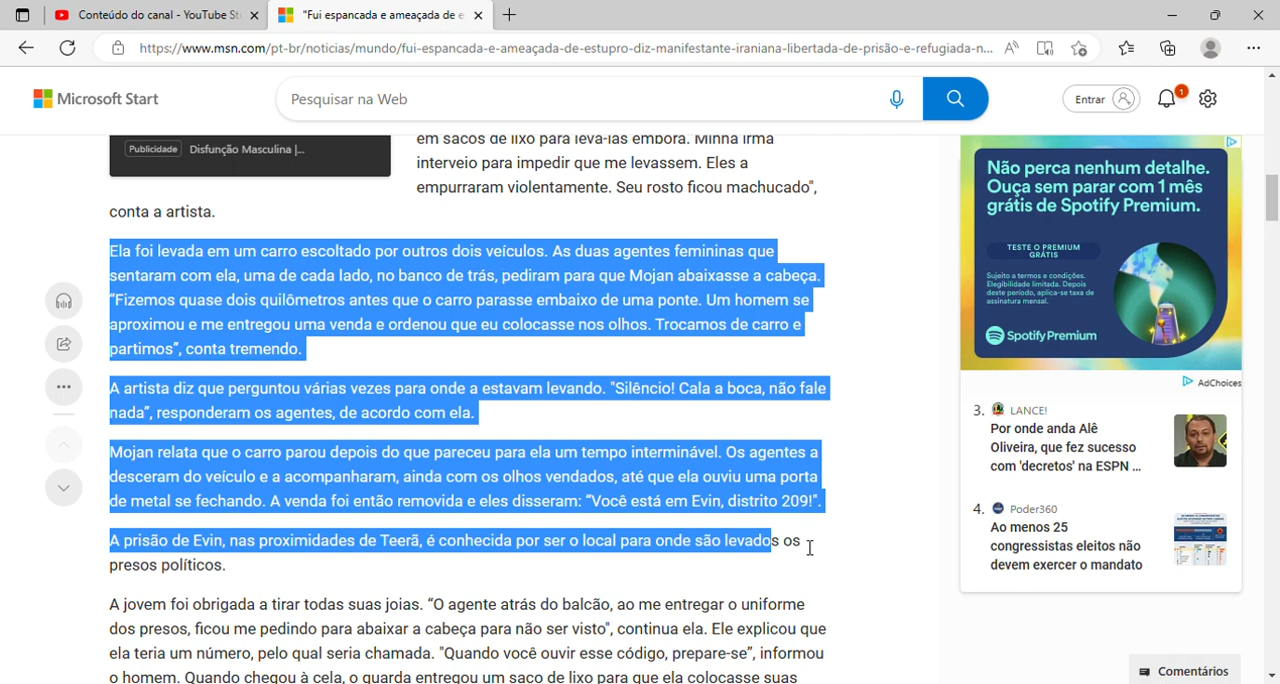 Conteúdo do canal - YouTube St
"Fui espancada e ameaçada de e
https://www.msn.com/pt-br/noticias/mundo/fui-espancada-e-ameaçada-de-estupro-diz-manifestante-iraniana-libertada-de-prisão-e-refugiada-n...
Microsoft Start
Pesquisar na Web
Entrar
1
Publicidade
Disfunção Masculina |...
em sacos de lixo para levá-las embora. Minha irmã
interveio para impedir que me levassem. Eles a
empurraram violentamente. Seu rosto ficou machucado",
conta a artista.
Ela foi levada em um carro escoltado por outros dois veículos. As duas agentes femininas que
sentaram com ela, uma de cada lado, no banco de trás, pediram para que Mojan abaixasse a cabeça.
“Fizemos quase dois quilômetros antes que o carro parasse embaixo de uma ponte. Um homem se
aproximou e me entregou uma venda e ordenou que eu colocasse nos olhos. Trocamos de carro e
partimos”, conta tremendo.
A artista diz que perguntou várias vezes para onde a estavam levando. "Silêncio! Cala a boca, não fale
nada”, responderam os agentes, de acordo com ela.
Mojan relata que o carro parou depois do que pareceu para ela um tempo interminável. Os agentes a
desceram do veículo e a acompanharam, ainda com os olhos vendados, até que ela ouviu uma porta
de metal se fechando. A venda foi então removida e eles disseram: “Você está em Evin, distrito 209!".
A prisão de Evin, nas proximidades de Teerã, é conhecida por ser o local para onde são levados os
presos políticos.
A jovem foi obrigada a tirar todas suas joias. “O agente atrás do balcão, ao me entregar o uniforme
dos presos, ficou me pedindo para abaixar a cabeça para não ser visto", continua ela. Ele explicou que
ela teria um número, pelo qual seria chamada. "Quando você ouvir esse código, prepare-se”, informou
o homem. Quando chegou à cela, o guarda entregou um saco de lixo para que ela colocasse suas
Não perca nenhum detalhe.
Ouça sem parar com 1 mês
grátis de Spotify Premium.
TESTE O PREMIUM
GRÁTIS
Sujeito a termos e condições.
Elegibilidade limitada. Depois
deste período, aplica-se taxa de
assinatura mensal.
Spotify Premium
AdChoices
3. LANCE!
Por onde anda Alê
Oliveira, que fez sucesso
com 'decretos' na ESPN ...
4. Poder360
Ao menos 25
congressistas eleitos não
devem exercer o mandato
Comentários